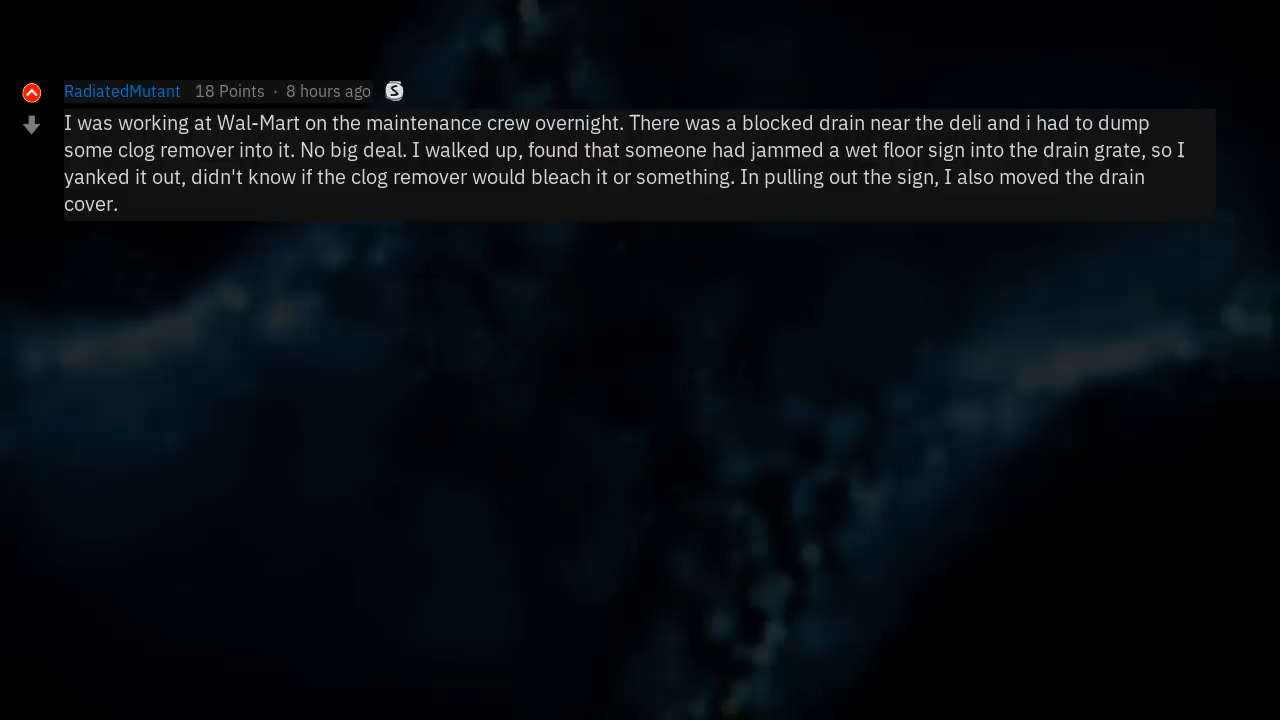 RadiatedMutant 18 Points · 8 hours ago S
I was working at Wal-Mart on the maintenance crew overnight. There was a blocked drain near the deli and i had to dump
some clog remover into it. No big deal. I walked up, found that someone had jammed a wet floor sign into the drain grate, so I
yanked it out, didn't know if the clog remover would bleach it or something. In pulling out the sign, I also moved the drain
cover.